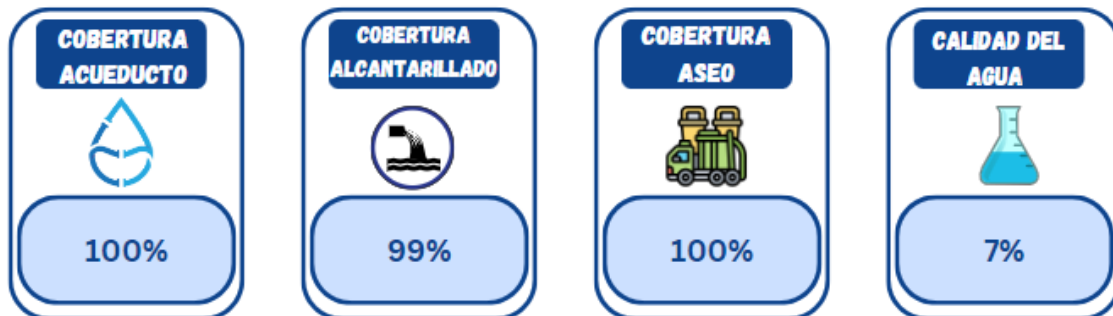 COBERTURA
ACUEDUCTO
100%
COBERTURA
ALCANTARILLADO
99%
COBERTURA
ASEO
100%
CALIDAD DEL
AGUA
7%